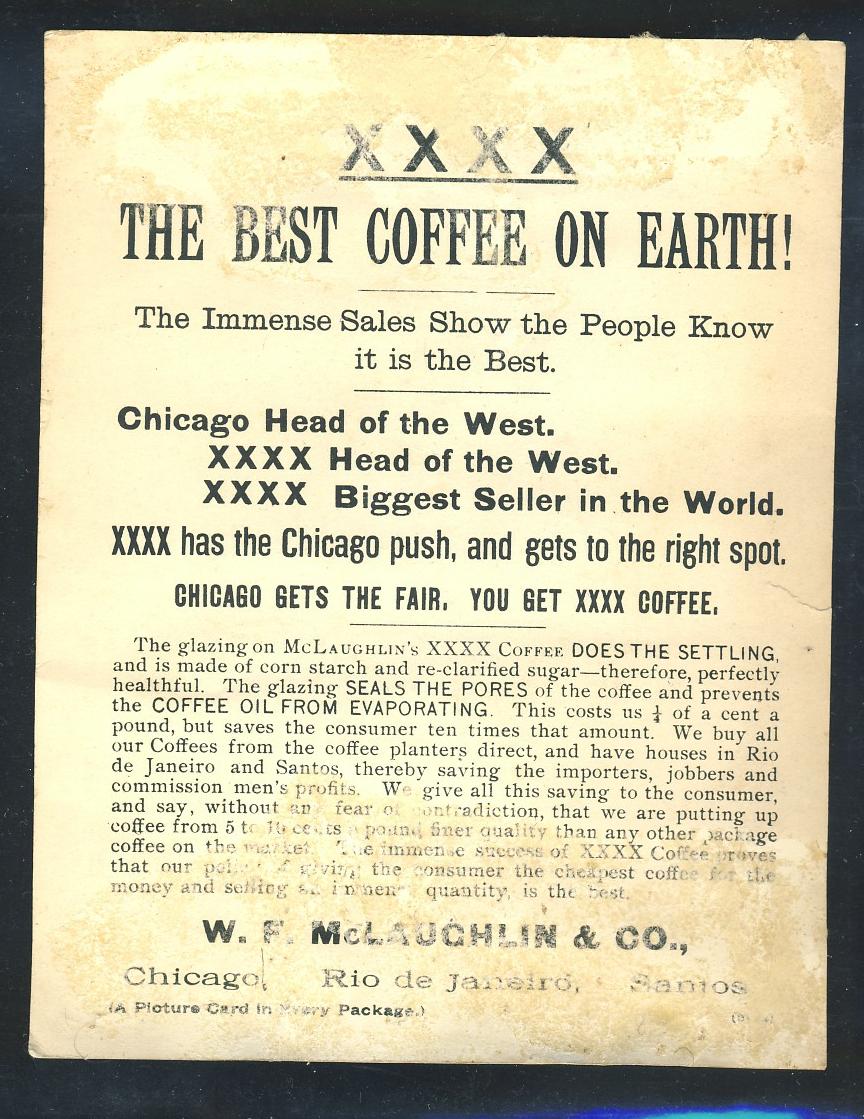 XXXX
THE BEST COFFEE ON EARTH!
The Immense Sales Show the People Know
it is the Best.
Chicago Head of the West.
XXXX Head of the West.
XXXX Biggest Seller in the World.
XXXX has the Chicago push, and gets to the right spot.
CHICAGO GETS THE FAIR. YOU GET XXXX COFFEE.
The glazing on McLAUGHLIN'S XXXX COFFEE DOES THE SETTLING,
and is made of corn starch and re-clarified sugar—therefore, perfectly
healthful. The glazing SEALS THE PORES of the coffee and prevents
the COFFEE OIL FROM EVAPORATING. This costs us ¼ of a cent a
pound, but saves the consumer ten times that amount. We buy all
our Coffees from the coffee planters direct, and have houses in Rio
de Janeiro and Santos, thereby saving the importers, jobbers and
commission men's profits. We give all this saving to the consumer,
and say, without any fear of contradiction, that we are putting up
coffee from 5 to cents a pound finer quality than any other package
coffee on the market. The immense success of XXXX Coffee proves
that our policy of giving the consumer the cheapest coffee for the
money and selling an immense quantity, is the best.
W. F. McLAUGHLIN & CO.,
Chicago, Rio de Janeiro, Santos
(A Picture Card in Every Package.)